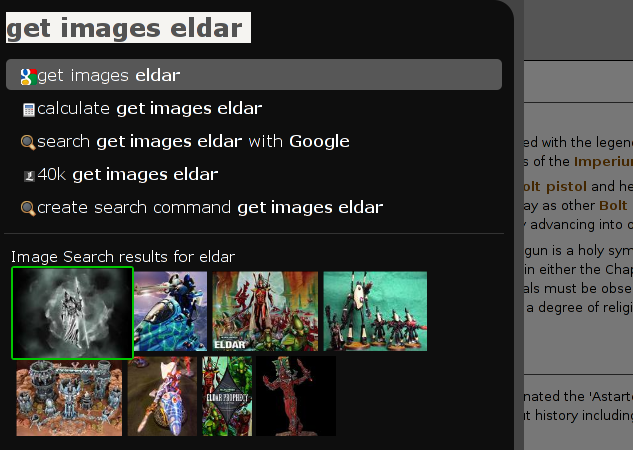 get images eldar
get images eldar
calculate get images eldar
search get images eldar with Google
40k get images eldar
create search command get images eldar
Image Search results for eldar
ELDAR
ELDAR PROPHECY
ed with the legend
s of the Imperiu
olt pistol and he
ay as other Bolt
advancing into
gun is a holy sym
in either the Chap
als must be obse
a degree of religi
nated the 'Astarte
t history including